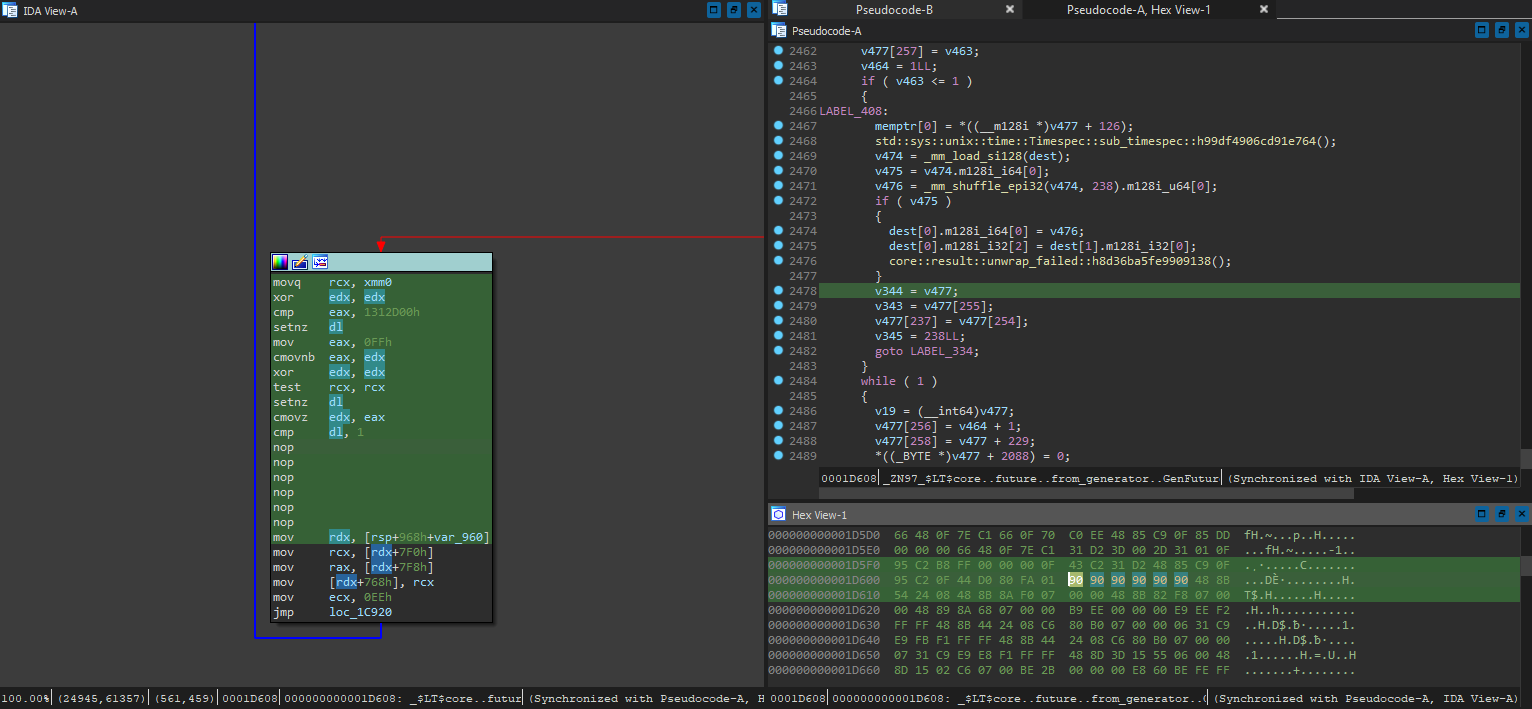 IDA View-A
movq rcx, xmm0
xor edx, edx
cmp eax, 1312D00h
setnz dl
mov eax, 0FFh
cmovnb eax, edx
xor edx, edx
test rcx, rcx
setnz dl
cmovz edx, eax
cmp dl, 1
nop
nop
nop
nop
nop
nop
mov rdx, [rsp+968h+var_960]
mov rcx, [rdx+7F0h]
mov rax, [rdx+7F8h]
mov [rdx+768h], rcx
mov ecx, 0EEh
jmp loc_1C920
100.00% (24945,61357) (561,459) 0001D608 000000000001D608: _$LT$core..futur (Synchronized with Pseudocode-A, H
Pseudocode-B
Pseudocode-A, Hex View-1
Pseudocode-A
2462 v477[257] = v463;
2463 v464 = 1LL;
2464 if ( v463 <= 1 )
2465 {
2466 LABEL_408:
2467 memptr[0] = *((__m128i *)v477 + 126);
2468 std::sys::unix::time::Timespec::sub_timespec::h99df4906cd91e764();
2469 v474 = _mm_load_si128(dest);
2470 v475 = v474.m128i_i64[0];
2471 v476 = _mm_shuffle_epi32(v474, 238).m128i_u64[0];
2472 if ( v475 )
2473 {
2474 dest[0].m128i_i64[0] = v476;
2475 dest[0].m128i_i32[2] = dest[1].m128i_i32[0];
2476 core::result::unwrap_failed::h8d36ba5fe9909138();
2477 }
2478 v344 = v477;
2479 v343 = v477[255];
2480 v477[237] = v477[254];
2481 v345 = 238LL;
2482 goto LABEL_334;
2483 }
2484 while ( 1 )
2485 {
2486 v19 = (__int64)v477;
2487 v477[256] = v464 + 1;
2488 v477[258] = v477 + 229;
2489 *((_BYTE *)v477 + 2088) = 0;
0001D608 _ZN97_$LT$core..future..from_generator..GenFutur (Synchronized with IDA View-A, Hex View-1)
Hex View-1
000000000001D5D0 66 48 0F 7E C1 66 0F 70 C0 EE 48 85 C9 0F 85 DD fH.~...p..H.....
000000000001D5E0 00 00 00 66 48 0F 7E C1 31 D2 3D 00 2D 31 01 0F ...fH.~.....-1..
000000000001D5F0 95 C2 B8 FF 00 00 00 0F 43 C2 31 D2 48 85 C9 0F
000000000001D600 95 C2 0F 44 D0 80 FA 01 90 90 90 90 90 90 48 8B
000000000001D610 54 24 08 48 8B 8A F0 07 00 00 48 8B 82 F8 07 00 T$.H......H.....
000000000001D620 00 48 89 8A 68 07 00 00 B9 EE 00 00 00 E9 EE F2 .H..h...........
000000000001D630 FF FF 48 8B 44 24 08 C6 80 B0 07 00 00 06 31 C9
000000000001D640 E9 FB F1 FF FF 48 8B 44 24 08 C6 80 B0 07 00 00
000000000001D650 07 31 C9 E9 E8 F1 FF FF 48 8D 3D 15 55 06 00 48 .1......H.=.U..H
000000000001D660 8D 15 02 C6 07 00 BE 2B 00 00 00 E8 60 BE FE FF
0001D608 000000000001D608: _$LT$core..future..from_generator.. (Synchronized with Pseudocode-A, IDA View-A)